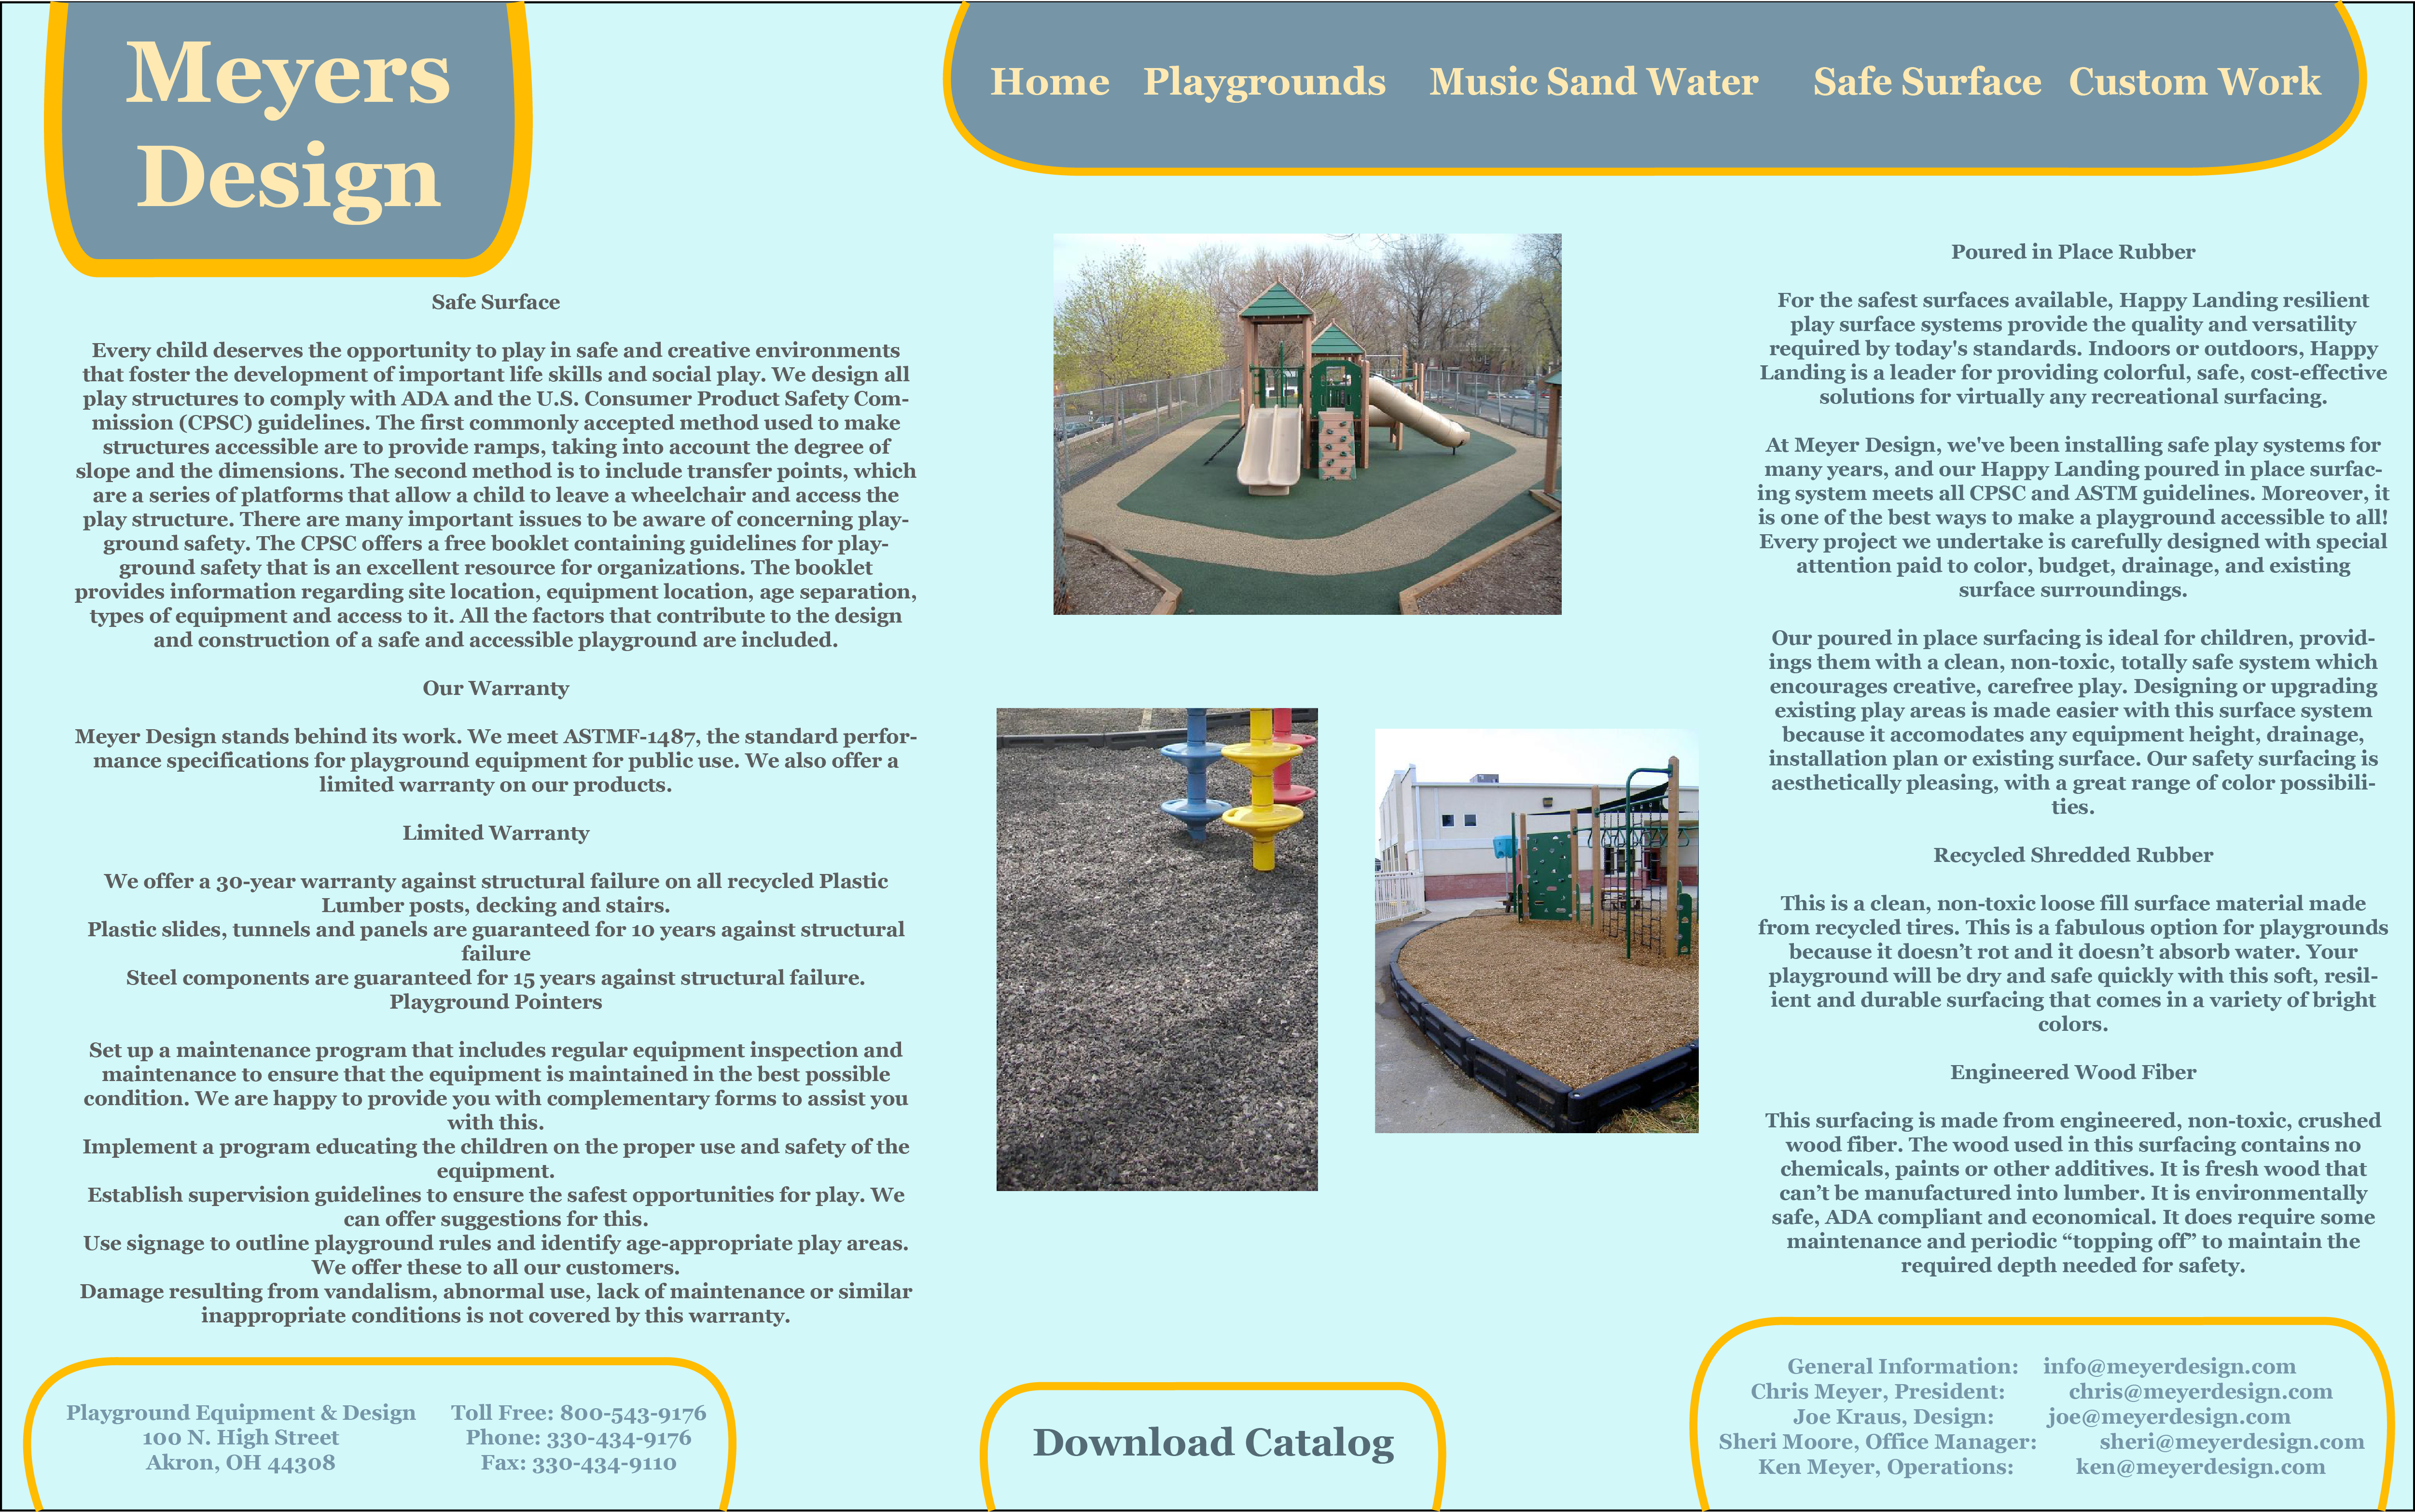 Meyers
Design
Home Playgrounds Music Sand Water Safe Surface Custom Work
Safe Surface
Every child deserves the opportunity to play in safe and creative environments
that foster the development of important life skills and social play. We design all
play structures to comply with ADA and the U.S. Consumer Product Safety Com-
mission (CPSC) guidelines. The first commonly accepted method used to make
structures accessible are to provide ramps, taking into account the degree of
slope and the dimensions. The second method is to include transfer points, which
are a series of platforms that allow a child to leave a wheelchair and access the
play structure. There are many important issues to be aware of concerning play-
ground safety. The CPSC offers a free booklet containing guidelines for play-
ground safety that is an excellent resource for organizations. The booklet
provides information regarding site location, equipment location, age separation,
types of equipment and access to it. All the factors that contribute to the design
and construction of a safe and accessible playground are included.
Our Warranty
Meyer Design stands behind its work. We meet ASTMF-1487, the standard perfor-
mance specifications for playground equipment for public use. We also offer a
limited warranty on our products.
Limited Warranty
We offer a 30-year warranty against structural failure on all recycled Plastic
Lumber posts, decking and stairs.
Plastic slides, tunnels and panels are guaranteed for 10 years against structural
failure
Steel components are guaranteed for 15 years against structural failure.
Playground Pointers
Set up a maintenance program that includes regular equipment inspection and
maintenance to ensure that the equipment is maintained in the best possible
condition. We are happy to provide you with complementary forms to assist you
with this.
Implement a program educating the children on the proper use and safety of the
equipment.
Establish supervision guidelines to ensure the safest opportunities for play. We
can offer suggestions for this.
Use signage to outline playground rules and identify age-appropriate play areas.
We offer these to all our customers.
Damage resulting from vandalism, abnormal use, lack of maintenance or similar
inappropriate conditions is not covered by this warranty.
Poured in Place Rubber
For the safest surfaces available, Happy Landing resilient
play surface systems provide the quality and versatility
required by today's standards. Indoors or outdoors, Happy
Landing is a leader for providing colorful, safe, cost-effective
solutions for virtually any recreational surfacing.
At Meyer Design, we've been installing safe play systems for
many years, and our Happy Landing poured in place surfac-
ing system meets all CPSC and ASTM guidelines. Moreover, it
is one of the best ways to make a playground accessible to all!
Every project we undertake is carefully designed with special
attention paid to color, budget, drainage, and existing
surface surroundings.
Our poured in place surfacing is ideal for children, provid-
ings them with a clean, non-toxic, totally safe system which
encourages creative, carefree play. Designing or upgrading
existing play areas is made easier with this surface system
because it accomodates any equipment height, drainage,
installation plan or existing surface. Our safety surfacing is
aesthetically pleasing, with a great range of color possibili-
ties.
Recycled Shredded Rubber
This is a clean, non-toxic loose fill surface material made
from recycled tires. This is a fabulous option for playgrounds
because it doesn’t rot and it doesn’t absorb water. Your
playground will be dry and safe quickly with this soft, resil-
ient and durable surfacing that comes in a variety of bright
colors.
Engineered Wood Fiber
This surfacing is made from engineered, non-toxic, crushed
wood fiber. The wood used in this surfacing contains no
chemicals, paints or other additives. It is fresh wood that
can’t be manufactured into lumber. It is environmentally
safe, ADA compliant and economical. It does require some
maintenance and periodic “topping off” to maintain the
required depth needed for safety.
Playground Equipment & Design Toll Free: 800-543-9176
100 N. High Street Phone: 330-434-9176
Akron, OH 44308 Fax: 330-434-9110
Download Catalog
General Information: info@meyerdesign.com
Chris Meyer, President: chris@meyerdesign.com
Joe Kraus, Design: joe@meyerdesign.com
Sheri Moore, Office Manager: sheri@meyerdesign.com
Ken Meyer, Operations: ken@meyerdesign.com